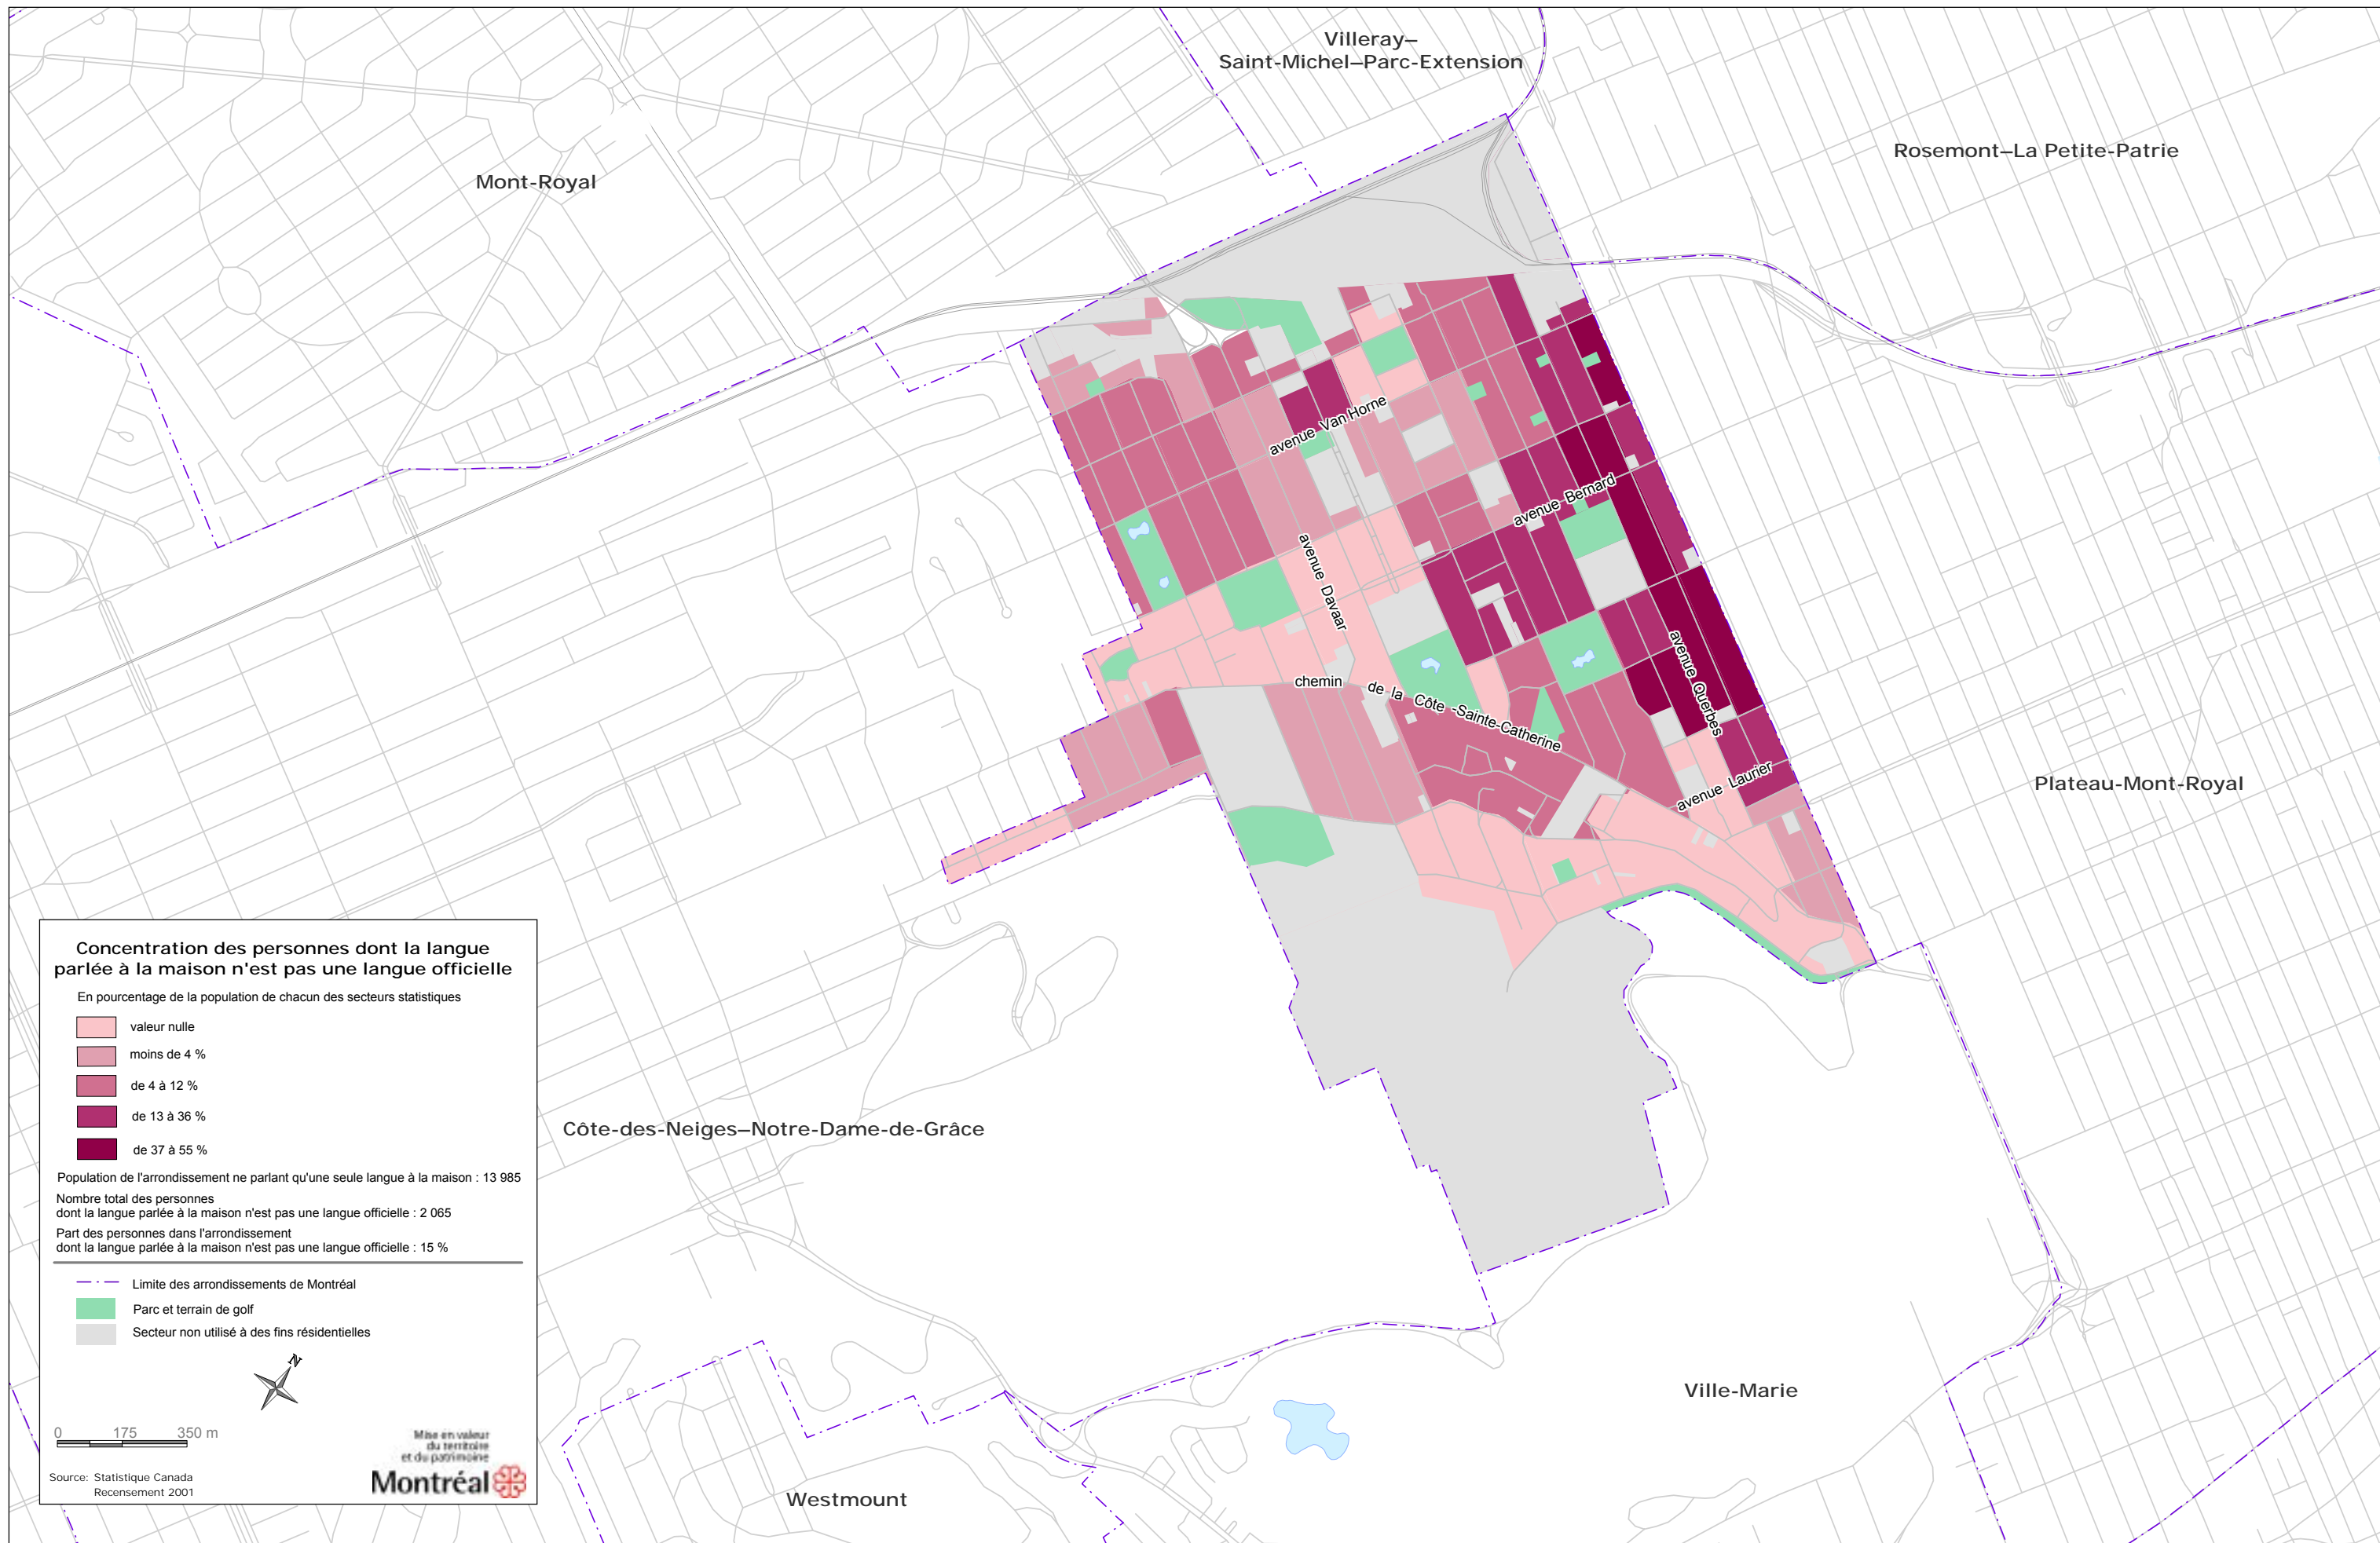 Villeray–
Saint-Michel–Parc-Extension
Mont-Royal
Rosemont–La Petite-Patrie
avenue Van Horne
avenue Bernard
avenue Davaar
chemin de la Côte -Sainte-Catherine
avenue Querbes
avenue Laurier
Plateau-Mont-Royal
Côte-des-Neiges–Notre-Dame-de-Grâce
Ville-Marie
Westmount
Concentration des personnes dont la langue
parlée à la maison n'est pas une langue officielle
En pourcentage de la population de chacun des secteurs statistiques
valeur nulle
moins de 4 %
de 4 à 12 %
de 13 à 36 %
de 37 à 55 %
Population de l'arrondissement ne parlant qu'une seule langue à la maison : 13 985
Nombre total des personnes
dont la langue parlée à la maison n'est pas une langue officielle : 2 065
Part des personnes dans l'arrondissement
dont la langue parlée à la maison n'est pas une langue officielle : 15 %
Limite des arrondissements de Montréal
Parc et terrain de golf
Secteur non utilisé à des fins résidentielles
N
0 175 350 m
Mise en valeur
du territoire
et du patrimoine
Montréal
Source: Statistique Canada
Recensement 2001